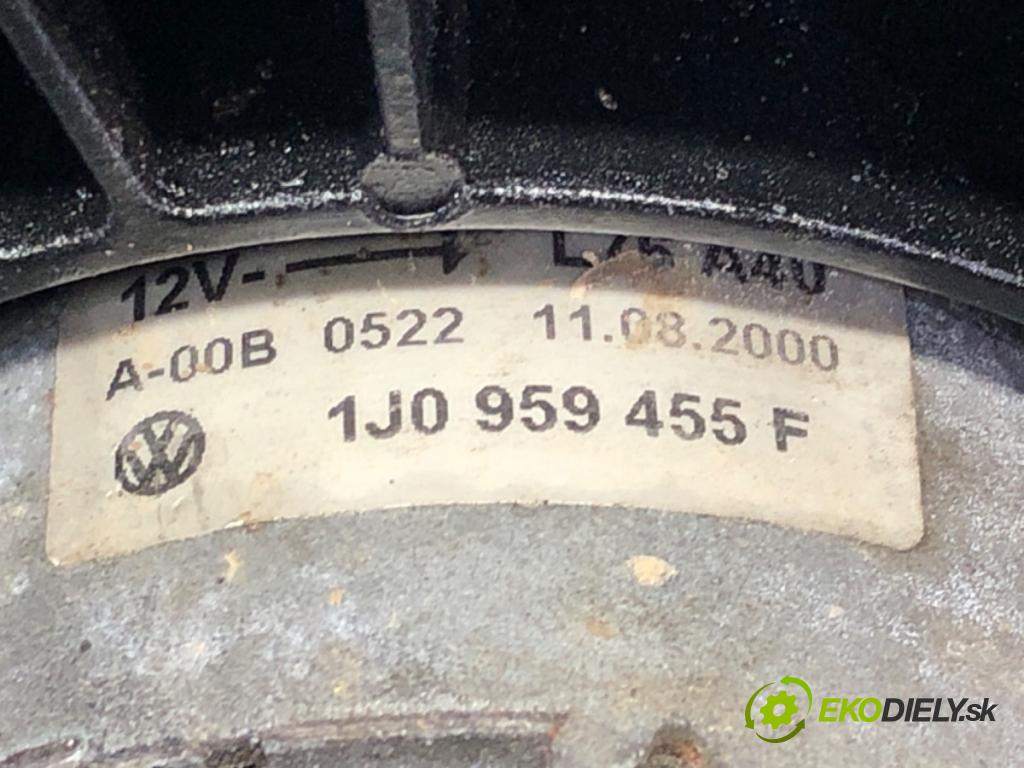 12V-
A-00B 0522 11.08.2000
1J0 959 455 F
EKODIELY.sk